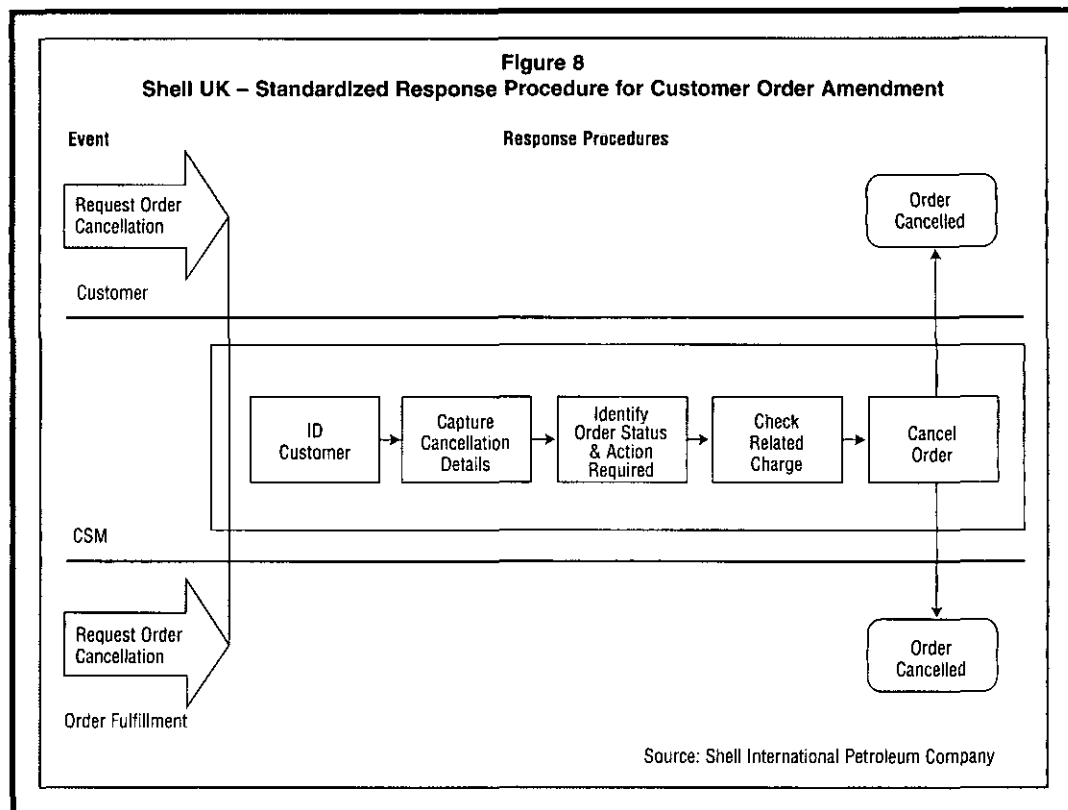 Figure 8
Shell UK – Standardized Response Procedure for Customer Order Amendment
Event
Response Procedures
Request Order
Cancellation
Order
Cancelled
Customer
ID
Customer
Capture
Cancellation
Details
Identify
Order Status
& Action
Required
Check
Related
Charge
Cancel
Order
CSM
Request Order
Cancellation
Order
Cancelled
Order Fulfillment
Source: Shell International Petroleum Company